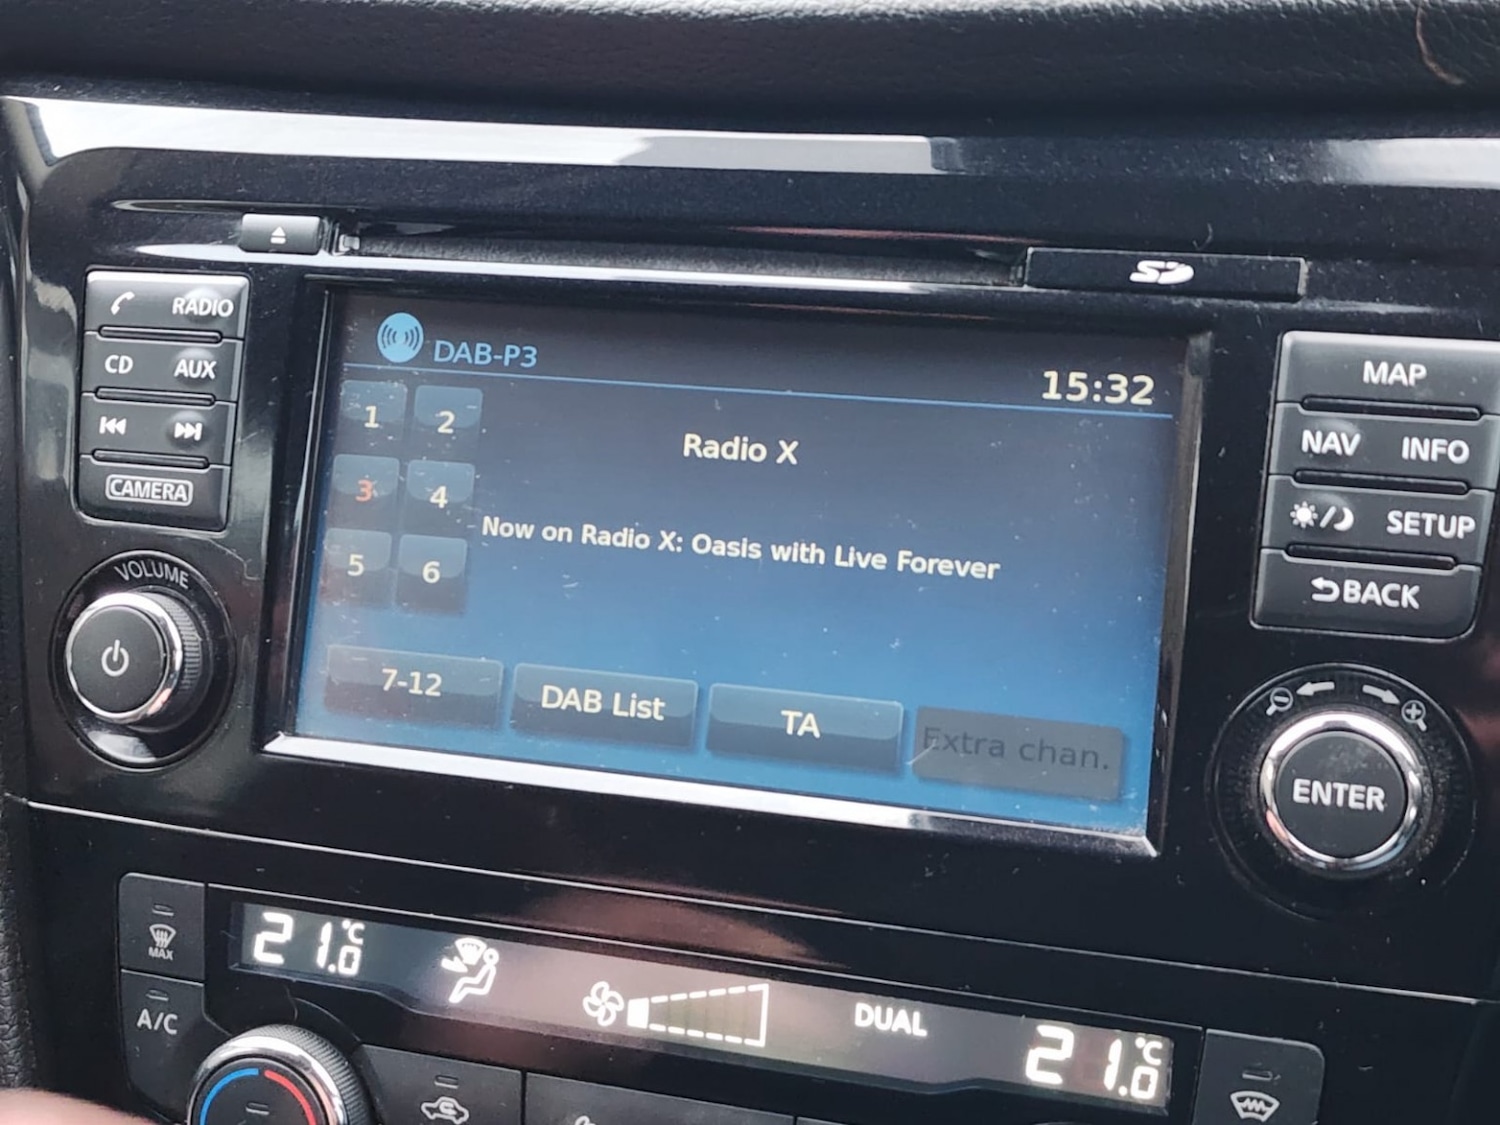 SD
RADIO
CD AUX
CAMERA
VOLUME
DAB-P3
15:32
1 2
3 4
5 6
Radio X
Now on Radio X: Oasis with Live Forever
7-12 DAB List TA Extra chan.
MAP
NAV INFO
SETUP
BACK
ENTER
MAX
A/C
21.0 °C
DUAL
21.0 °C